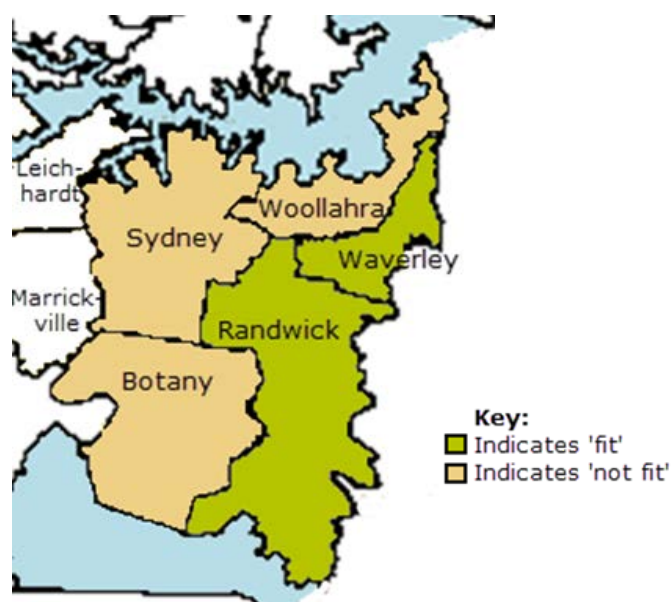 Leich-
hardt
Woollahra
Sydney
Waverley
Marrick-
ville
Randwick
Botany
Key:
Indicates 'fit'
Indicates 'not fit'